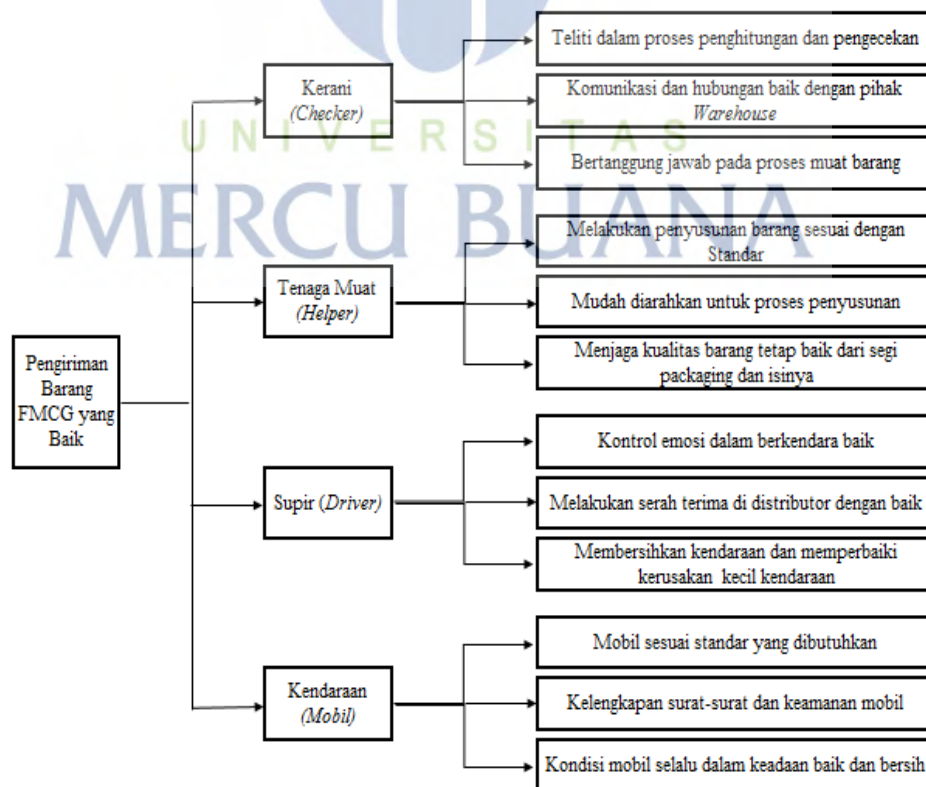 Teliti dalam proses penghitungan dan pengecekan
Kerani
(Checker)
Komunikasi dan hubungan baik dengan pihak
Warehouse
UNIVERSITAS
Bertanggung jawab pada proses muat barang
MERCU BUANA
Melakukan penyusunan barang sesuai dengan
Standar
Tenaga Muat
(Helper)
Mudah diarahkan untuk proses penyusunan
Menjaga kualitas barang tetap baik dari segi
packaging dan isinya
Pengiriman
Barang
FMCG yang
Baik
Kontrol emosi dalam berkendara baik
Supir (Driver)
Melakukan serah terima di distributor dengan baik
Membersihkan kendaraan dan memperbaiki
kerusakan kecil kendaraan
Mobil sesuai standar yang dibutuhkan
Kendaraan
(Mobil)
Kelengkapan surat-surat dan keamanan mobil
Kondisi mobil selalu dalam keadaan baik dan bersih